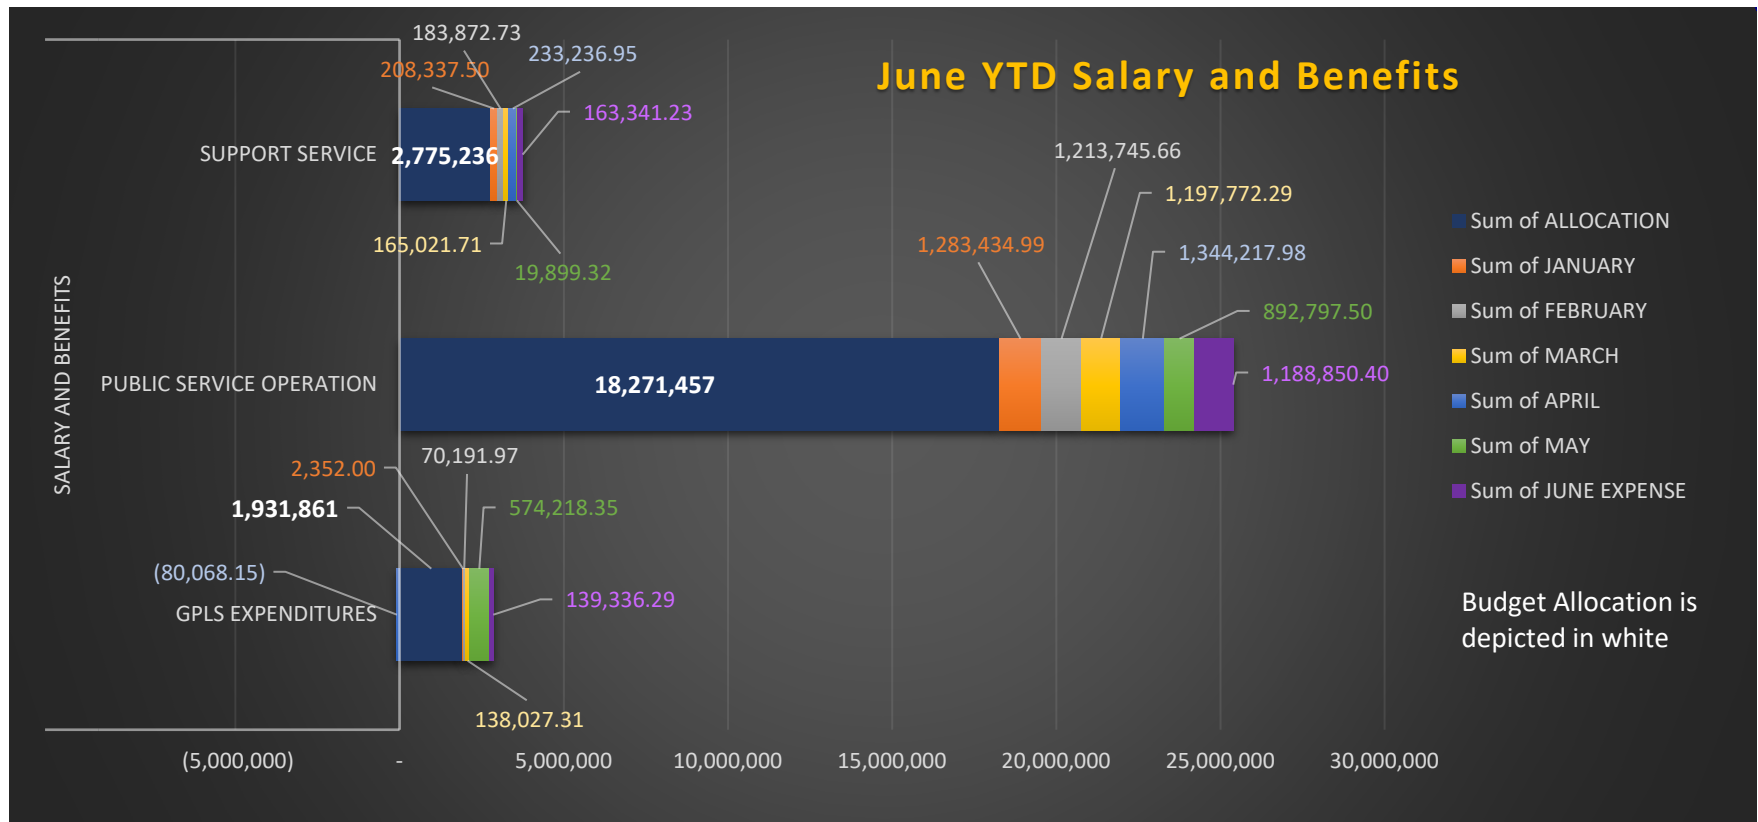 183,872.73
208,337.50
233,236.95
June YTD Salary and Benefits
163,341.23
SUPPORT SERVICE
2,775,236
165,021.71
19,899.32
1,213,745.66
1,197,772.29
1,283,434.99
1,344,217.98
892,797.50
PUBLIC SERVICE OPERATION
18,271,457
1,188,850.40
SALARY AND BENEFITS
2,352.00
70,191.97
1,931,861
574,218.35
(80,068.15)
GPLS EXPENDITURES
139,336.29
138,027.31
(5,000,000)
-
5,000,000
10,000,000
15,000,000
20,000,000
25,000,000
30,000,000
Sum of ALLOCATION
Sum of JANUARY
Sum of FEBRUARY
Sum of MARCH
Sum of APRIL
Sum of MAY
Sum of JUNE EXPENSE
Budget Allocation is
depicted in white